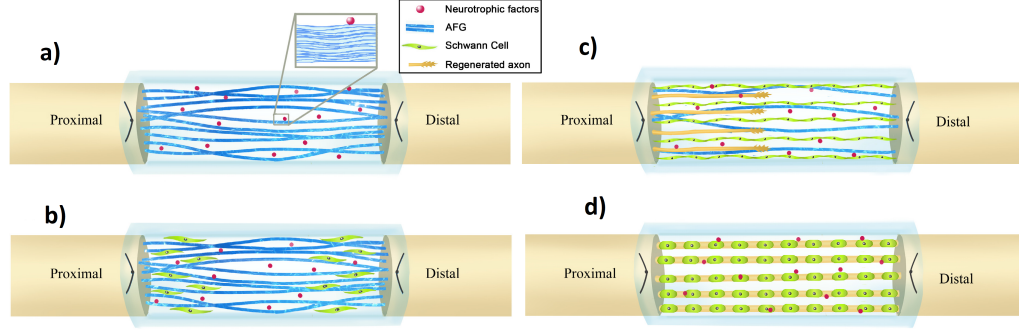 a)
Neurotrophic factors
AFG
Schwann Cell
Regenerated axon
c)
Proximal
Distal
Proximal
Distal
b)
d)
Proximal
Distal
Proximal
Distal